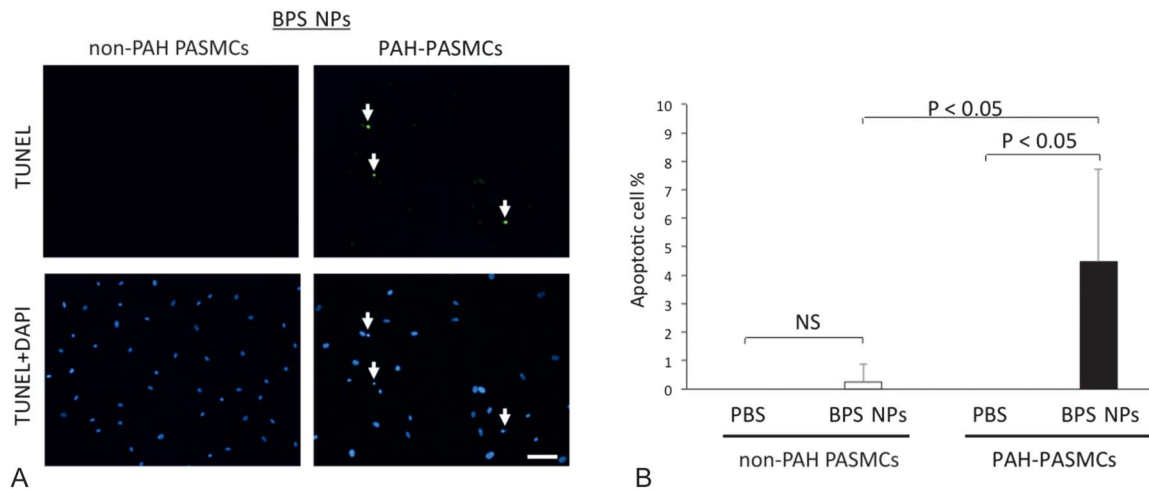 BPS NPs
non-PAH PASMCs
PAH-PASMCs
TUNEL
TUNEL+DAPI
A
P < 0.05
P < 0.05
NS
Apoptotic cell %
10
9
8
7
6
5
4
3
2
1
0
PBS
BPS NPs
PBS
BPS NPs
non-PAH PASMCs
PAH-PASMCs
B